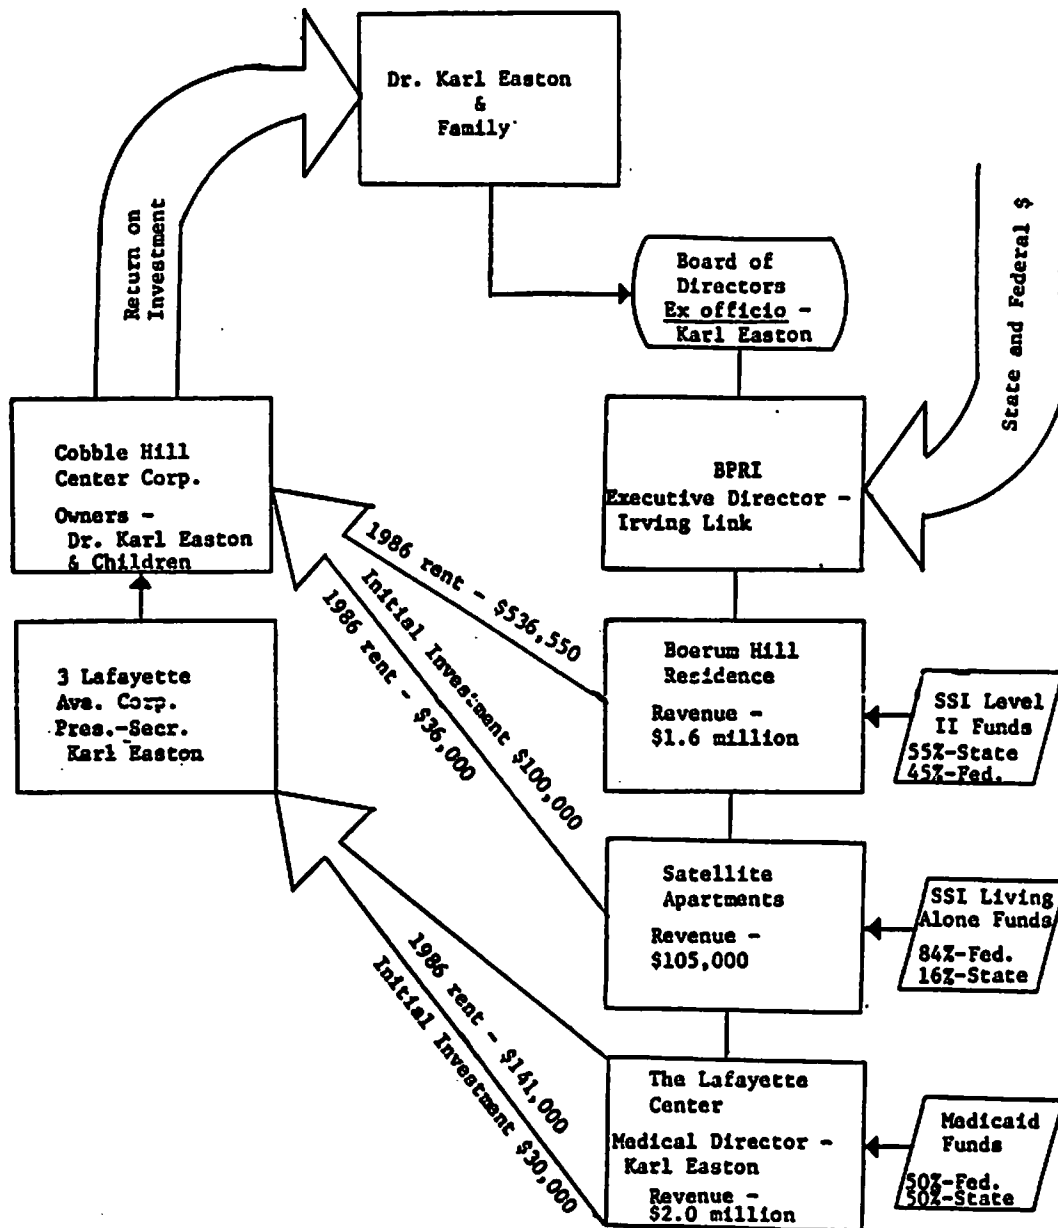 Dr. Karl Easton
&
Family
Return on
Investment
Board of
Directors
Ex officio -
Karl Easton
State and Federal $
Cobble Hill
Center Corp.
Owners -
Dr. Karl Easton
& Children
BPRI
Executive Director -
Irving Link
1986 rent - $536,550
Initial Investment $100,000
1986 rent - $36,000
3 Lafayette
Ave. Corp.
Pres.-Secr.
Karl Easton
Boerum Hill
Residence
Revenue -
$1.6 million
SSI Level
II Funds
55%-State
45%-Fed.
Satellite
Apartments
Revenue -
$105,000
SSI Living
Alone Funds
84%-Fed.
16%-State
1986 rent - $141,000
Initial Investment $30,000
The Lafayette
Center
Medical Director -
Karl Easton
Revenue -
$2.0 million
Medicaid
Funds
50%-Fed.
50%-State